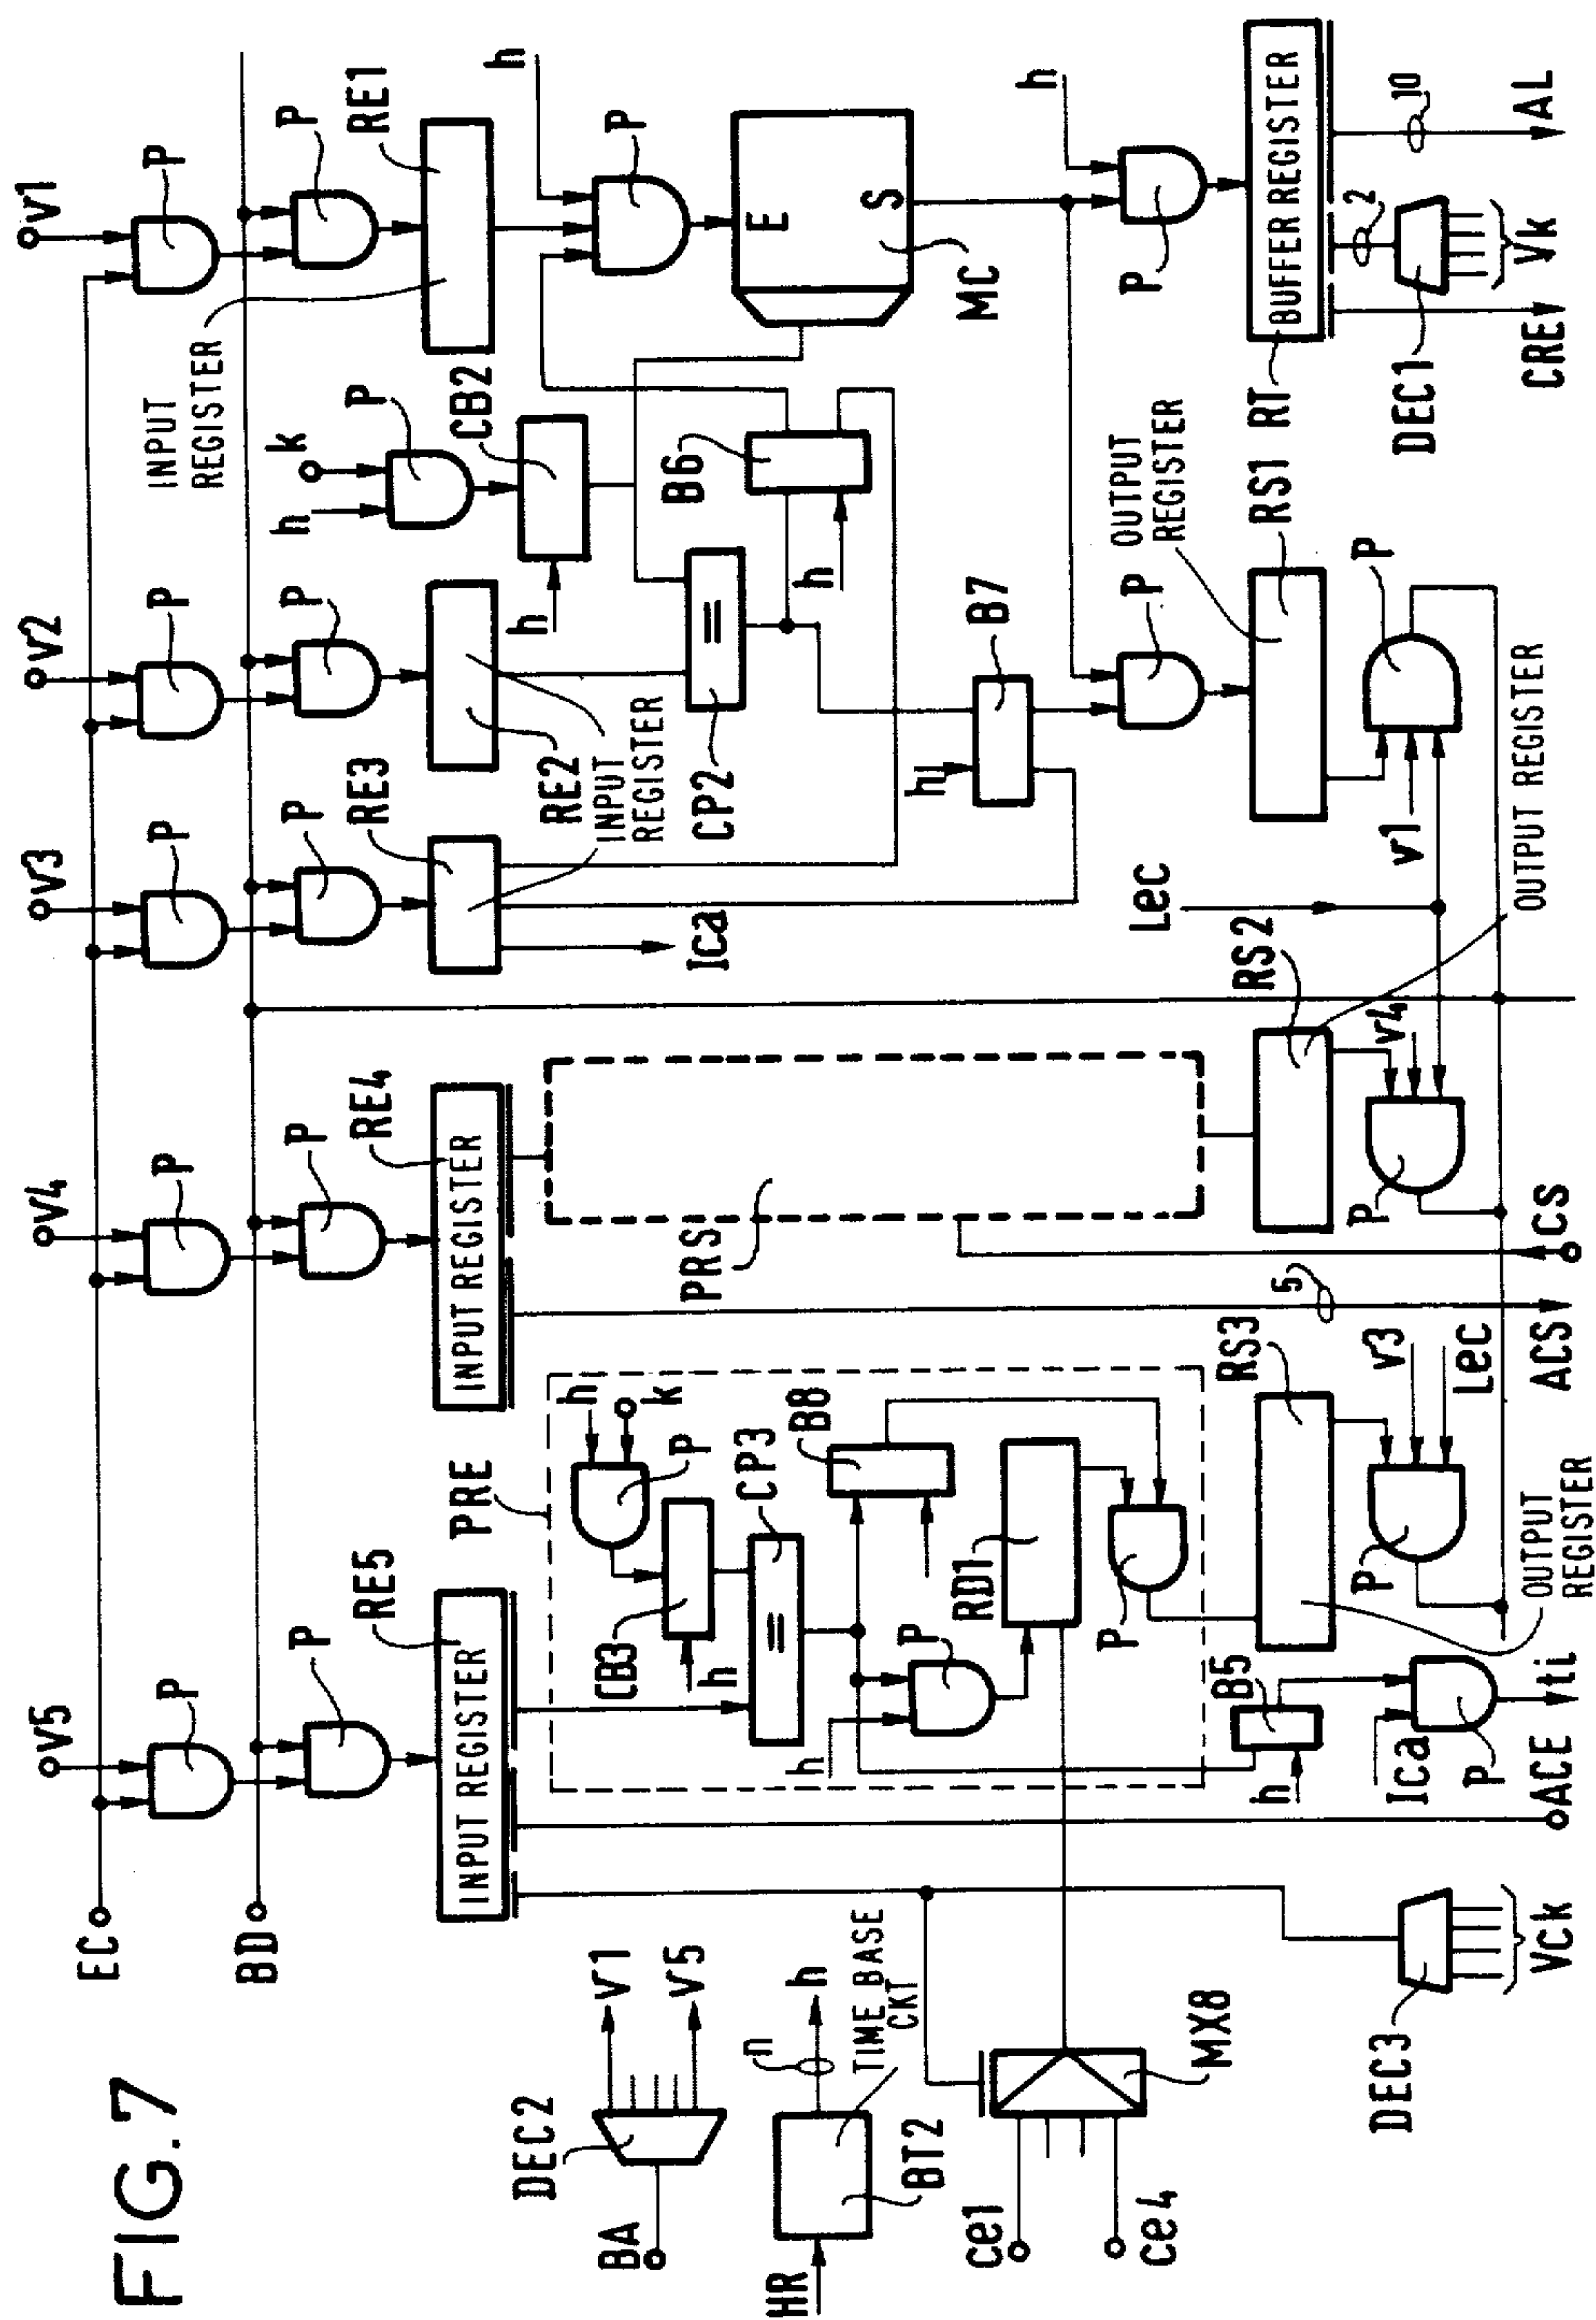 FIG.7
EC
BD
v5
v4
v3
v2
v1
P
P
P
P
P
P
P
P
P
P
RE5
INPUT REGISTER
RE4
INPUT REGISTER
RE3
RE2
INPUT
REGISTER
INPUT
REGISTER
RE1
DEC2
BA
v1
v5
HR
BT2
n
h
TIME BASE
CKT
ce1
ce4
MX8
DEC3
VCk
PRE
h
k
P
CB3
h
CP3
=
B8
h
P
RD1
P
B5
h
Ica
P
ti
ACE
RS3
v3
Lec
P
OUTPUT
REGISTER
PRS
5
ACS
CS
RS2
v4
P
OUTPUT REGISTER
Ica
Lec
v1
h
k
P
CB2
h
CP2
=
B6
h
B7
h
P
OUTPUT
REGISTER
RS1
P
h
P
E
S
MC
h
P
RT
BUFFER REGISTER
DEC1
CRE
2
Vk
10
AL